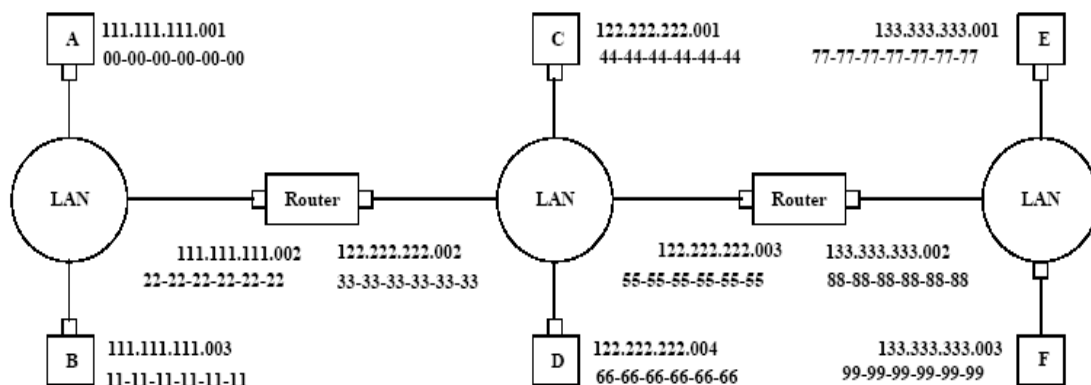 A
111.111.111.001
00-00-00-00-00-00
C
122.222.222.001
44-44-44-44-44-44
133.333.333.001
77-77-77-77-77-77-77
E
LAN
Router
LAN
Router
LAN
111.111.111.002
22-22-22-22-22-22
122.222.222.002
33-33-33-33-33-33
122.222.222.003
55-55-55-55-55-55
133.333.333.002
88-88-88-88-88-88
B
111.111.111.003
11-11-11-11-11-11
D
122.222.222.004
66-66-66-66-66-66
133.333.333.003
99-99-99-99-99-99
F